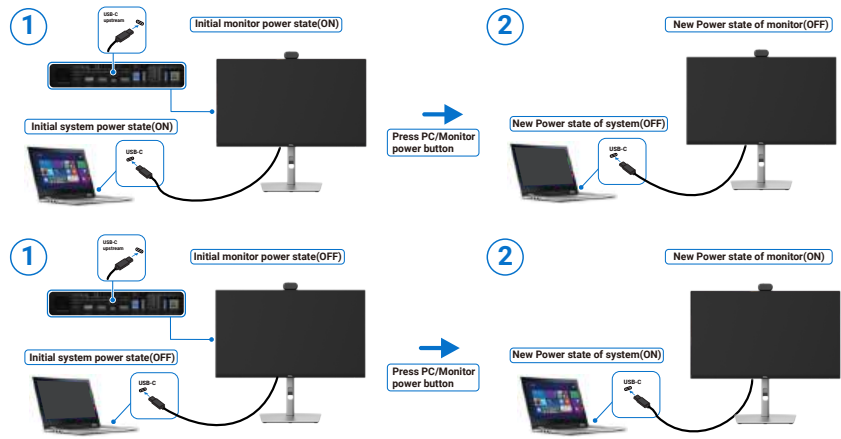 1
USB-C
upstream
Initial monitor power state(ON)
Initial system power state(ON)
USB-C
Press PC/Monitor
power button
2
New Power state of monitor(OFF)
New Power state of system(OFF)
USB-C
1
USB-C
upstream
Initial monitor power state(OFF)
Initial system power state(OFF)
USB-C
Press PC/Monitor
power button
2
New Power state of monitor(ON)
New Power state of system(ON)
USB-C